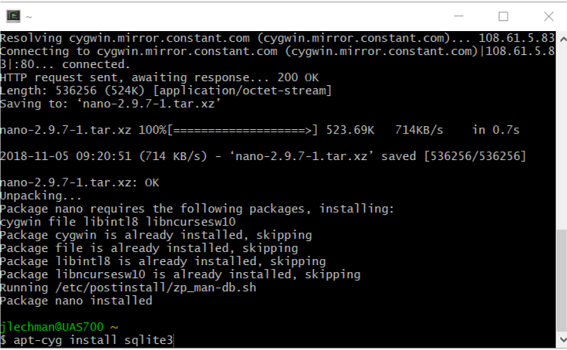 ~
Resolving cygwin.mirror.constant.com (cygwin.mirror.constant.com)... 108.61.5.83
Connecting to cygwin.mirror.constant.com (cygwin.mirror.constant.com)|108.61.5.8
3|:80... connected.
HTTP request sent, awaiting response... 200 OK
Length: 536256 (524K) [application/octet-stream]
Saving to: ‘nano-2.9.7-1.tar.xz’
nano-2.9.7-1.tar.xz 100%[===================>] 523.69K   714KB/s    in 0.7s
2018-11-05 09:20:51 (714 KB/s) - ‘nano-2.9.7-1.tar.xz’ saved [536256/536256]
nano-2.9.7-1.tar.xz: OK
Unpacking...
Package nano requires the following packages, installing:
cygwin file libintl8 libncursesw10
Package cygwin is already installed, skipping
Package file is already installed, skipping
Package libintl8 is already installed, skipping
Package libncursesw10 is already installed, skipping
Running /etc/postinstall/zp_man-db.sh
Package nano installed
jlechman@UAS700 ~
$ apt-cyg install sqlite3